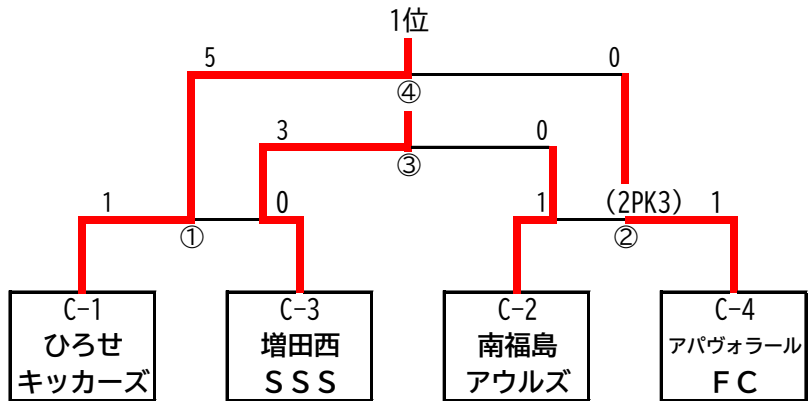 1位
5
0
④
3
0
③
1
0
1
(2PK3)
1
①
②
C-1
ひろせ
キッカーズ
C-3
増田西
ＳＳＳ
C-2
南福島
アウルズ
C-4
アパヴォラール
ＦＣ